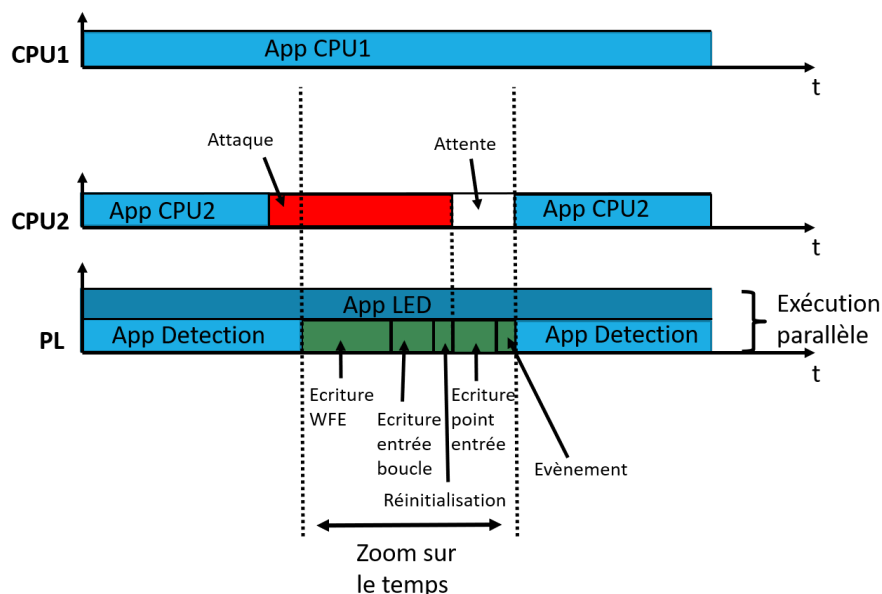 CPU1
App CPU1
t
Attaque
Attente
CPU2
App CPU2
App CPU2
t
App LED
PL
App Detection
App Detection
Exécution
parallèle
t
Ecriture
WFE
Ecriture
entrée
boucle
Ecriture
point
entrée
Réinitialisation
Evènement
Zoom sur
le temps